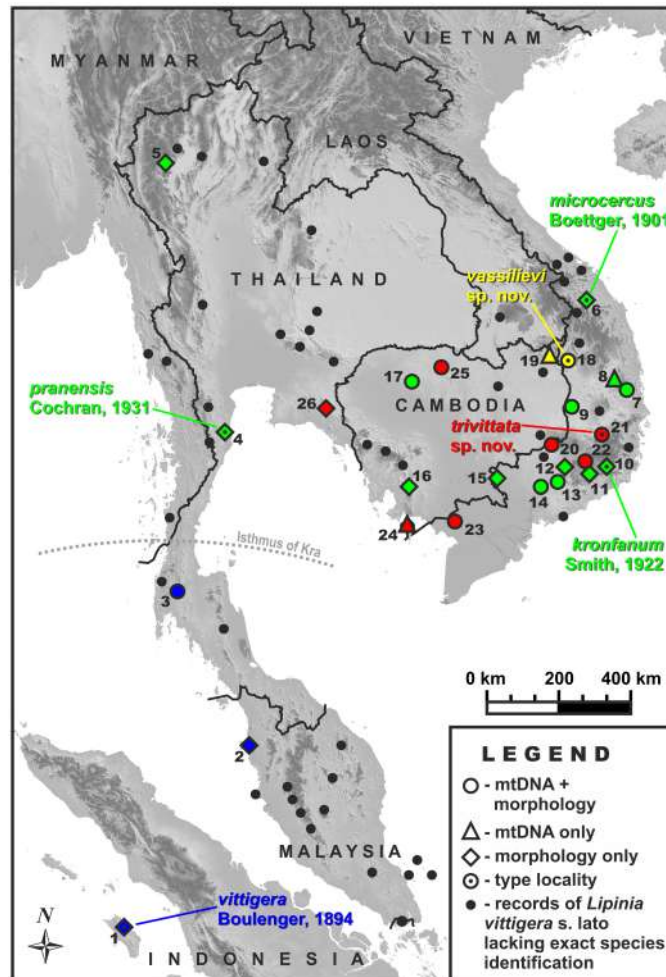 VIETNAM
MYANMAR
LAOS
5
microcercus
Boettger, 1901
THAILAND
vassilievi
sp. nov.
6
19
18
17
25
8
7
pranensis
Cochran, 1931
26
CAMBODIA
9
trivittata
sp. nov.
21
4
20
22
16
15
12
10
14
13
11
24
23
kronfanum
Smith, 1922
Isthmus of Kra
3
0 km
200
400 km
2
LEGEND
- mtDNA +
morphology
- mtDNA only
- morphology only
- type locality
- records of Lipinia
vittigera s. lato
lacking exact species
identification
MALAYSIA
vittigera
Boulenger, 1894
N
1
INDONESIA